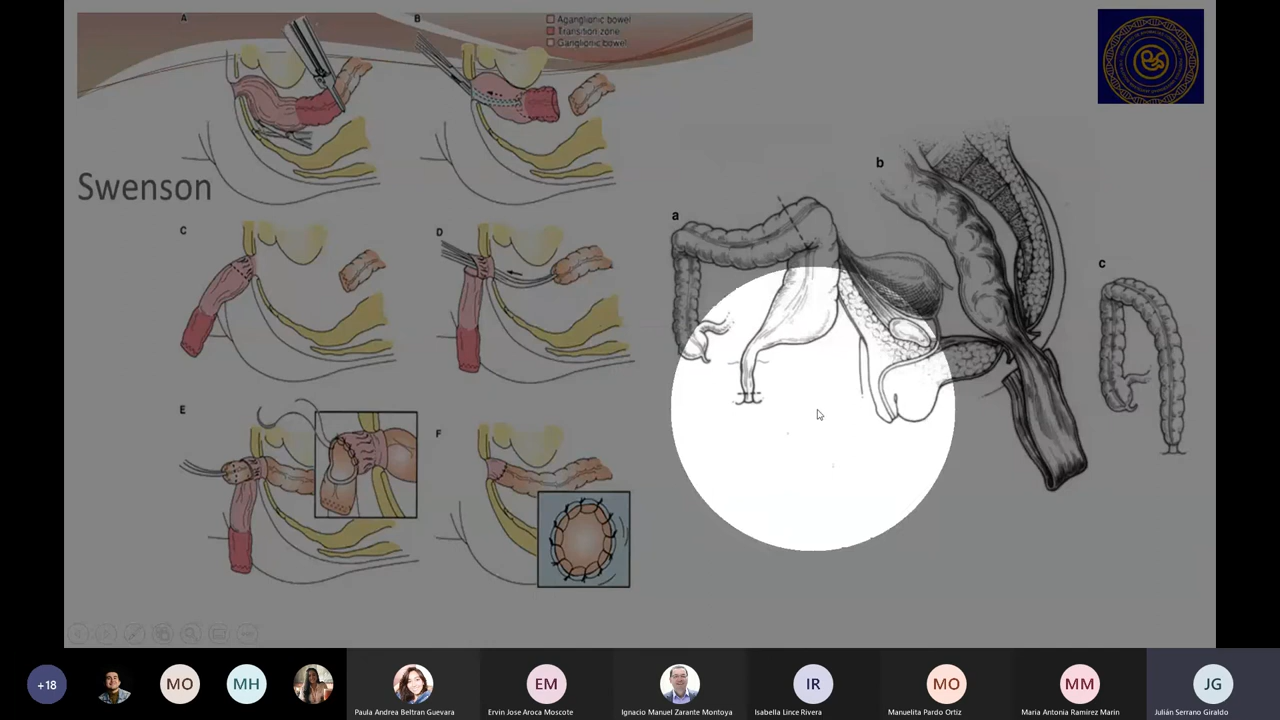 A
B
Aganglionic bowel
Transition zone
Ganglionic bowel
Swenson
C
D
E
F
a
b
c
+18
MO
MH
Paula Andrea Beltran Guevara
EM
Ervin Jose Aroca Moscote
Ignacio Manuel Zarante Montoya
IR
Isabella Lince Rivera
MO
Manuelita Pardo Ortiz
MM
Maria Antonia Ramirez Marin
JG
Julián Serrano Giraldo